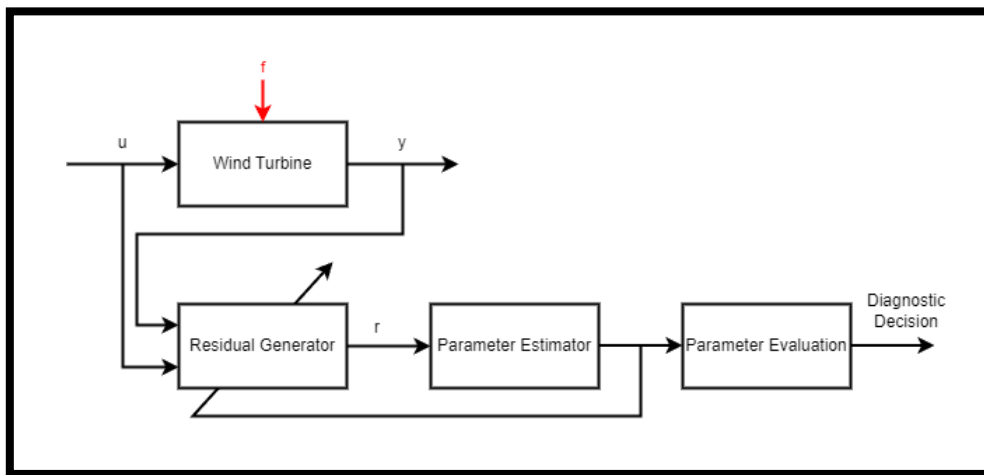 f
u
Wind Turbine
y
Residual Generator
r
Parameter Estimator
Parameter Evaluation
Diagnostic
Decision